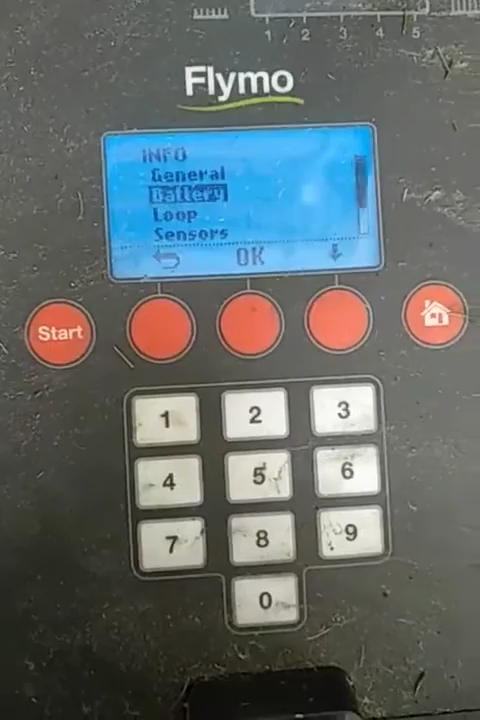 1 2 3 4 5
Flymo
INFO
General
Battery
Loop
Sensors
OK
Start
1 2 3
4 5 6
7 8 9
0